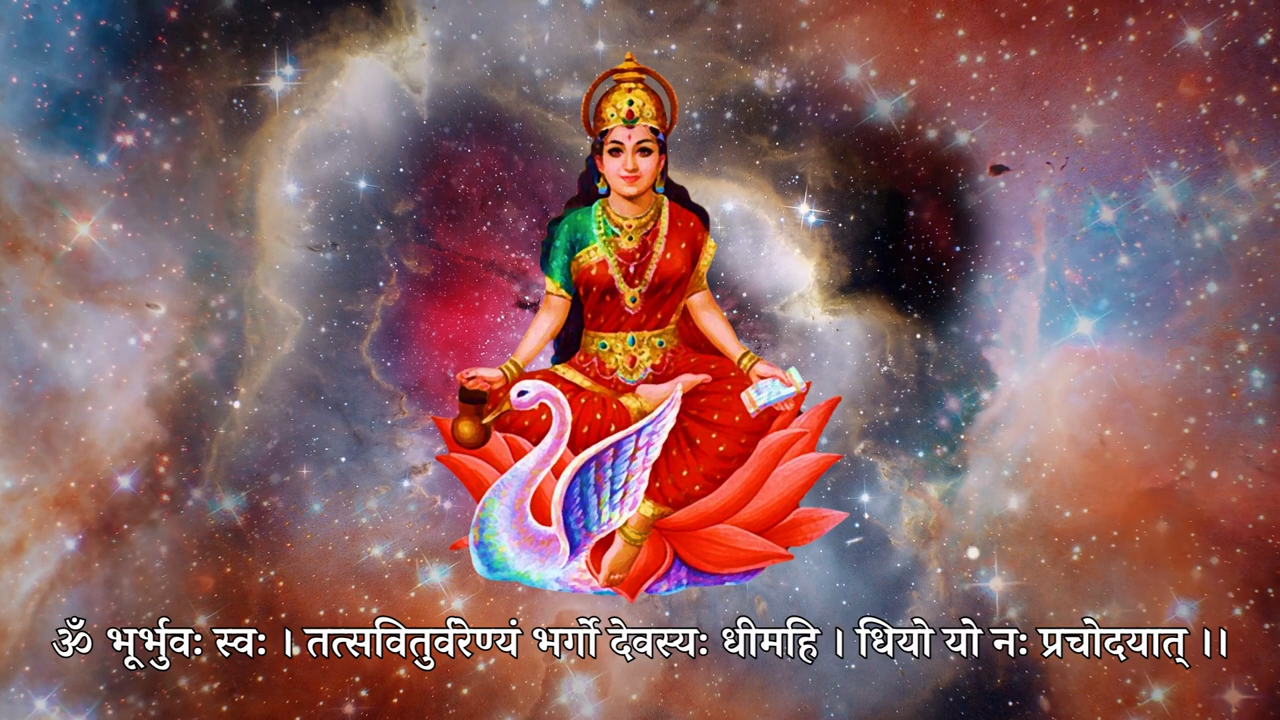 ॐ भूर्भुवः स्वः । तत्सवितुर्वरेण्यं भर्गो देवस्यः धीमहि । धियो यो नः प्रचोदयात् ।।